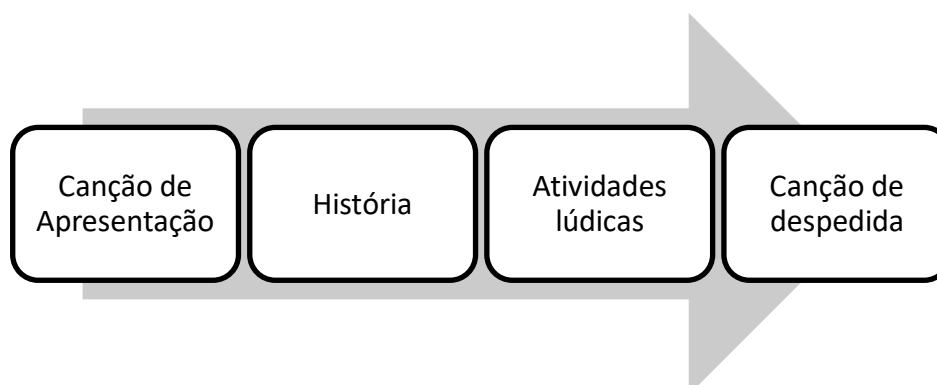 Canção de
Apresentação
História
Atividades
lúdicas
Canção de
despedida